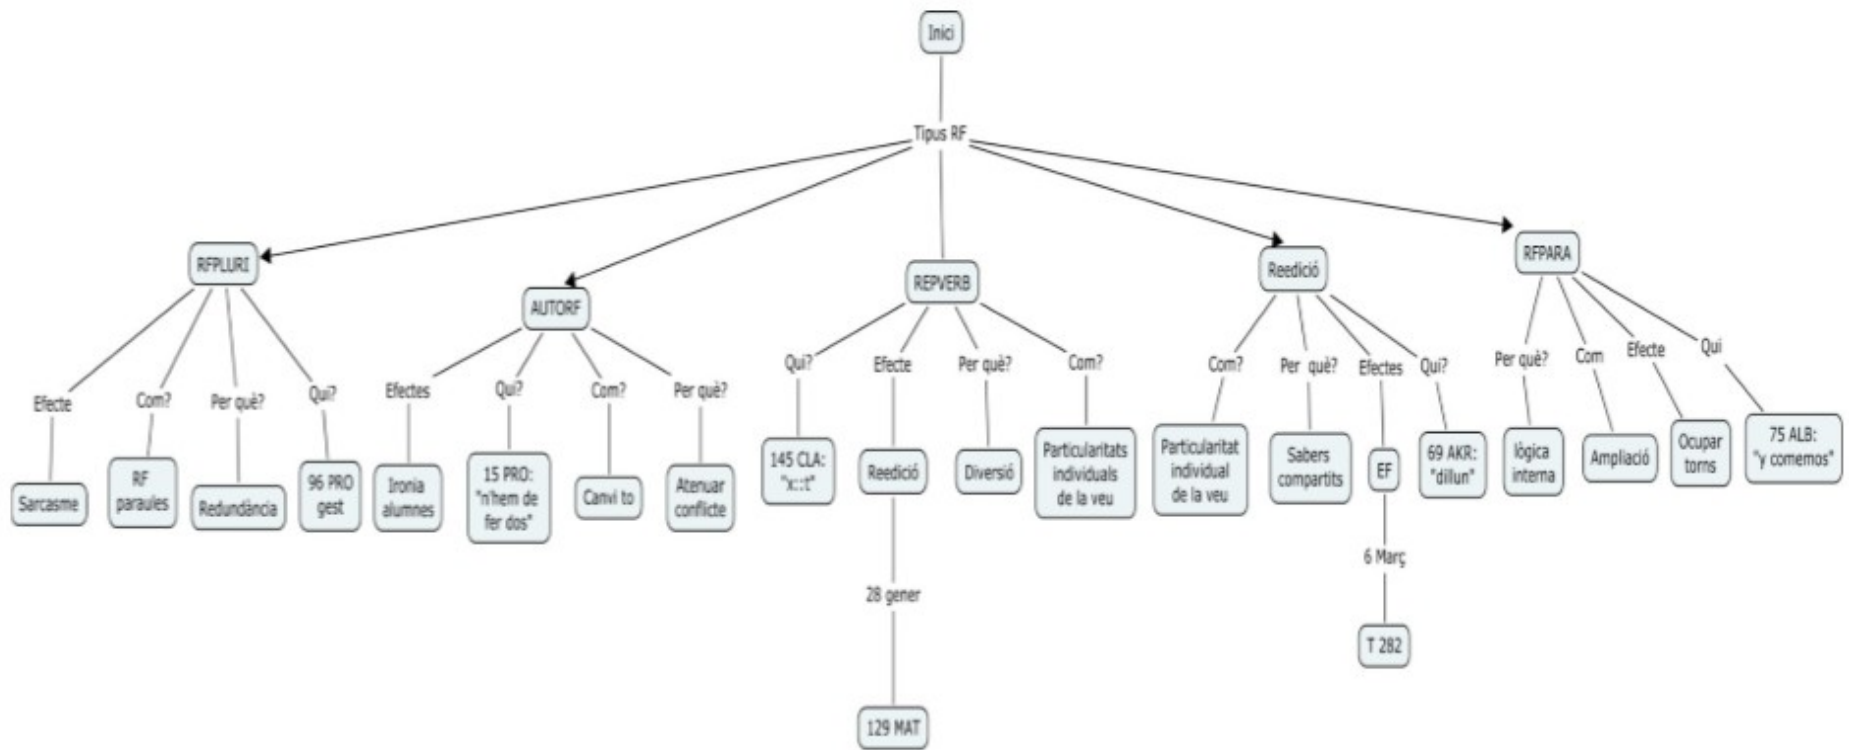 Inici
Tipus RF
RFPLURI
AUTORF
REPVERB
Reedició
RFPARA
Efecte
Com?
Per què?
Qui?
Sarcasme
RF
paraules
Redundància
96 PRO
gest
Efectes
Qui?
Com?
Per què?
Ironia
alumnes
15 PRO:
"n'hem de
fer dos"
Canvi to
Atenuar
conflicte
Qui?
Efecte
Per què?
Com?
145 CLA:
"x::t"
Reedició
Diversió
Particularitats
individuals
de la veu
28 gener
129 MAT
Com?
Per què?
Efectes
Qui?
Particularitat
individual
de la veu
Sabers
compartits
EF
69 AKR:
"dillun"
6 Març
T 282
Per què?
Com
Efecte
Qui
lògica
interna
Ampliació
Ocupar
torns
75 ALB:
"y comemos"